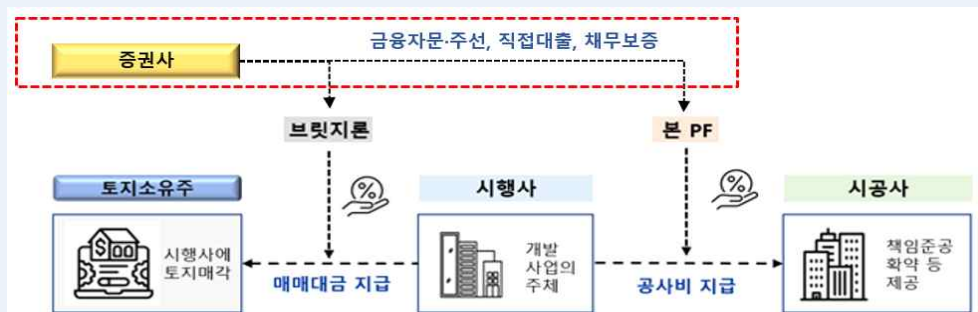 금융자문·주선, 직접대출, 채무보증
증권사
브릿지론
본 PF
토지소유주
시행사
시공사
%
%
$
시행사에
토지매각
매매대금 지급
개발
사업의
주체
공사비 지급
책임준공
확약 등
제공